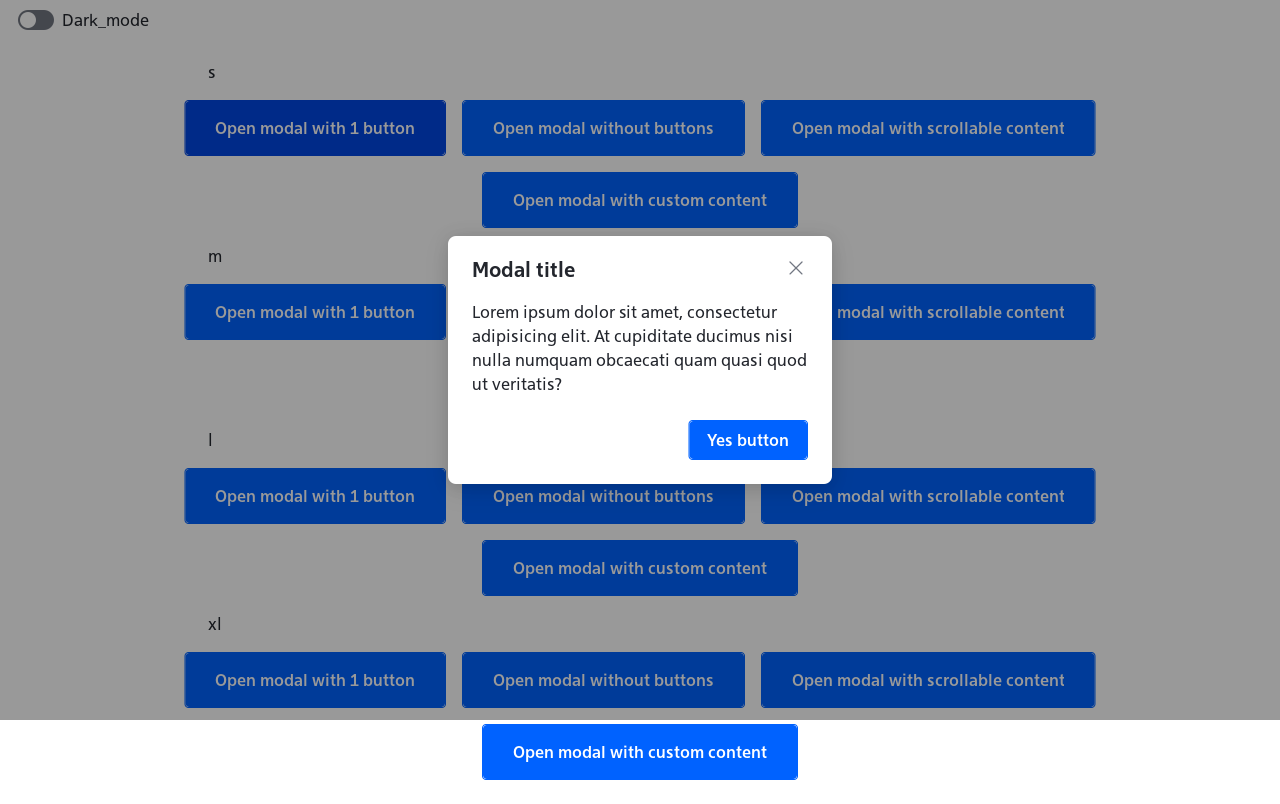 Dark_mode
s
Open modal with 1 button
Open modal without buttons
Open modal with scrollable content
Open modal with custom content
m
Open modal with 1 button
modal with scrollable content
Modal title
Lorem ipsum dolor sit amet, consectetur
adipisicing elit. At cupiditate ducimus nisi
nulla numquam obcaecati quam quasi quod
ut veritatis?
Yes button
l
Open modal with 1 button
Open modal without buttons
Open modal with scrollable content
Open modal with custom content
xl
Open modal with 1 button
Open modal without buttons
Open modal with scrollable content
Open modal with custom content